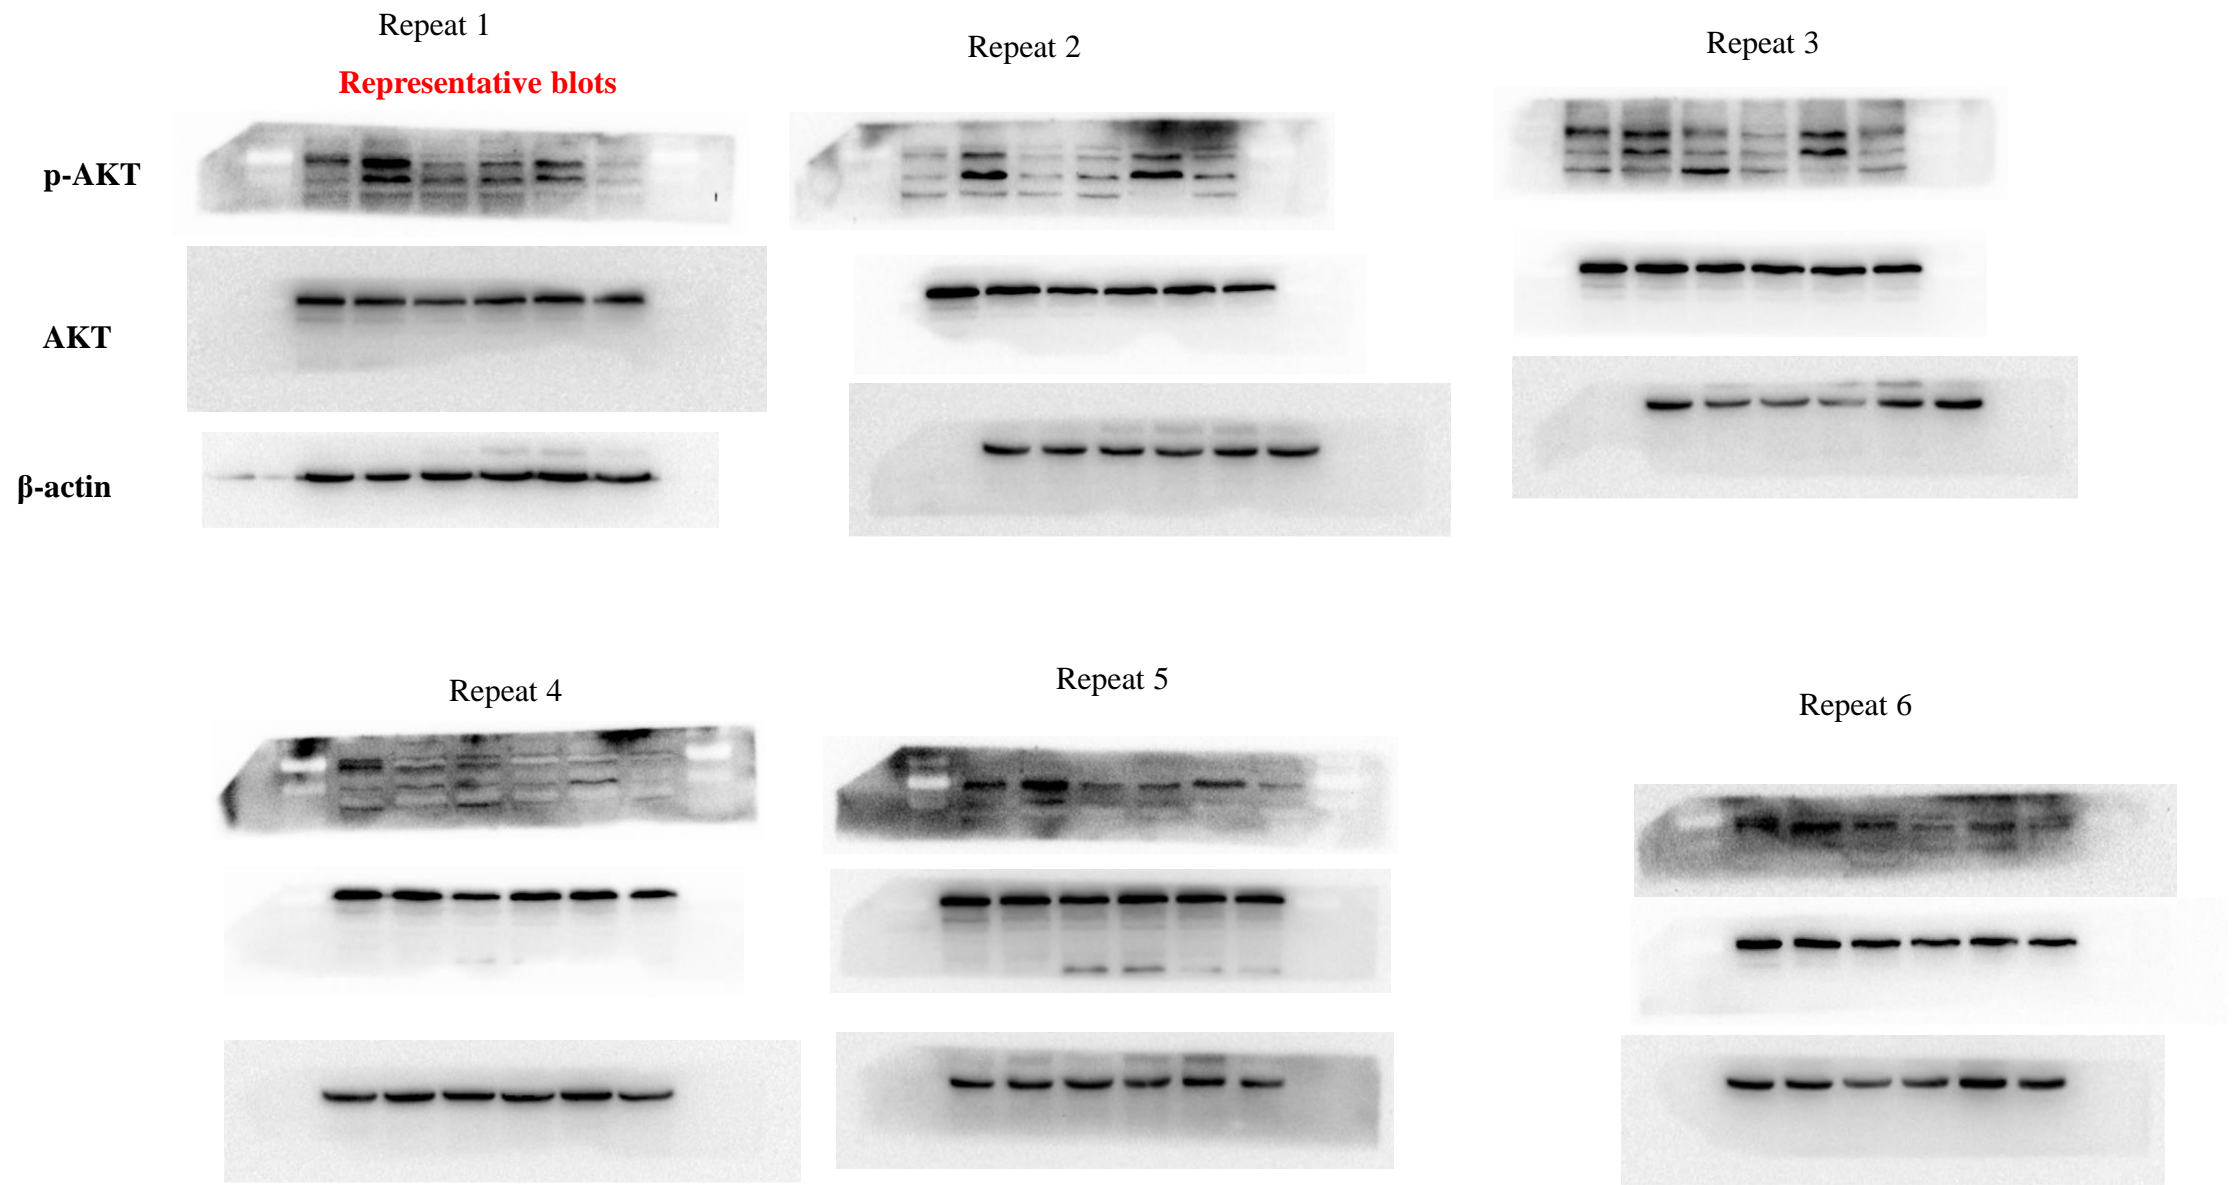 Repeat 1
Representative blots
Repeat 2
Repeat 3
p-AKT
AKT
β-actin
Repeat 4
Repeat 5
Repeat 6